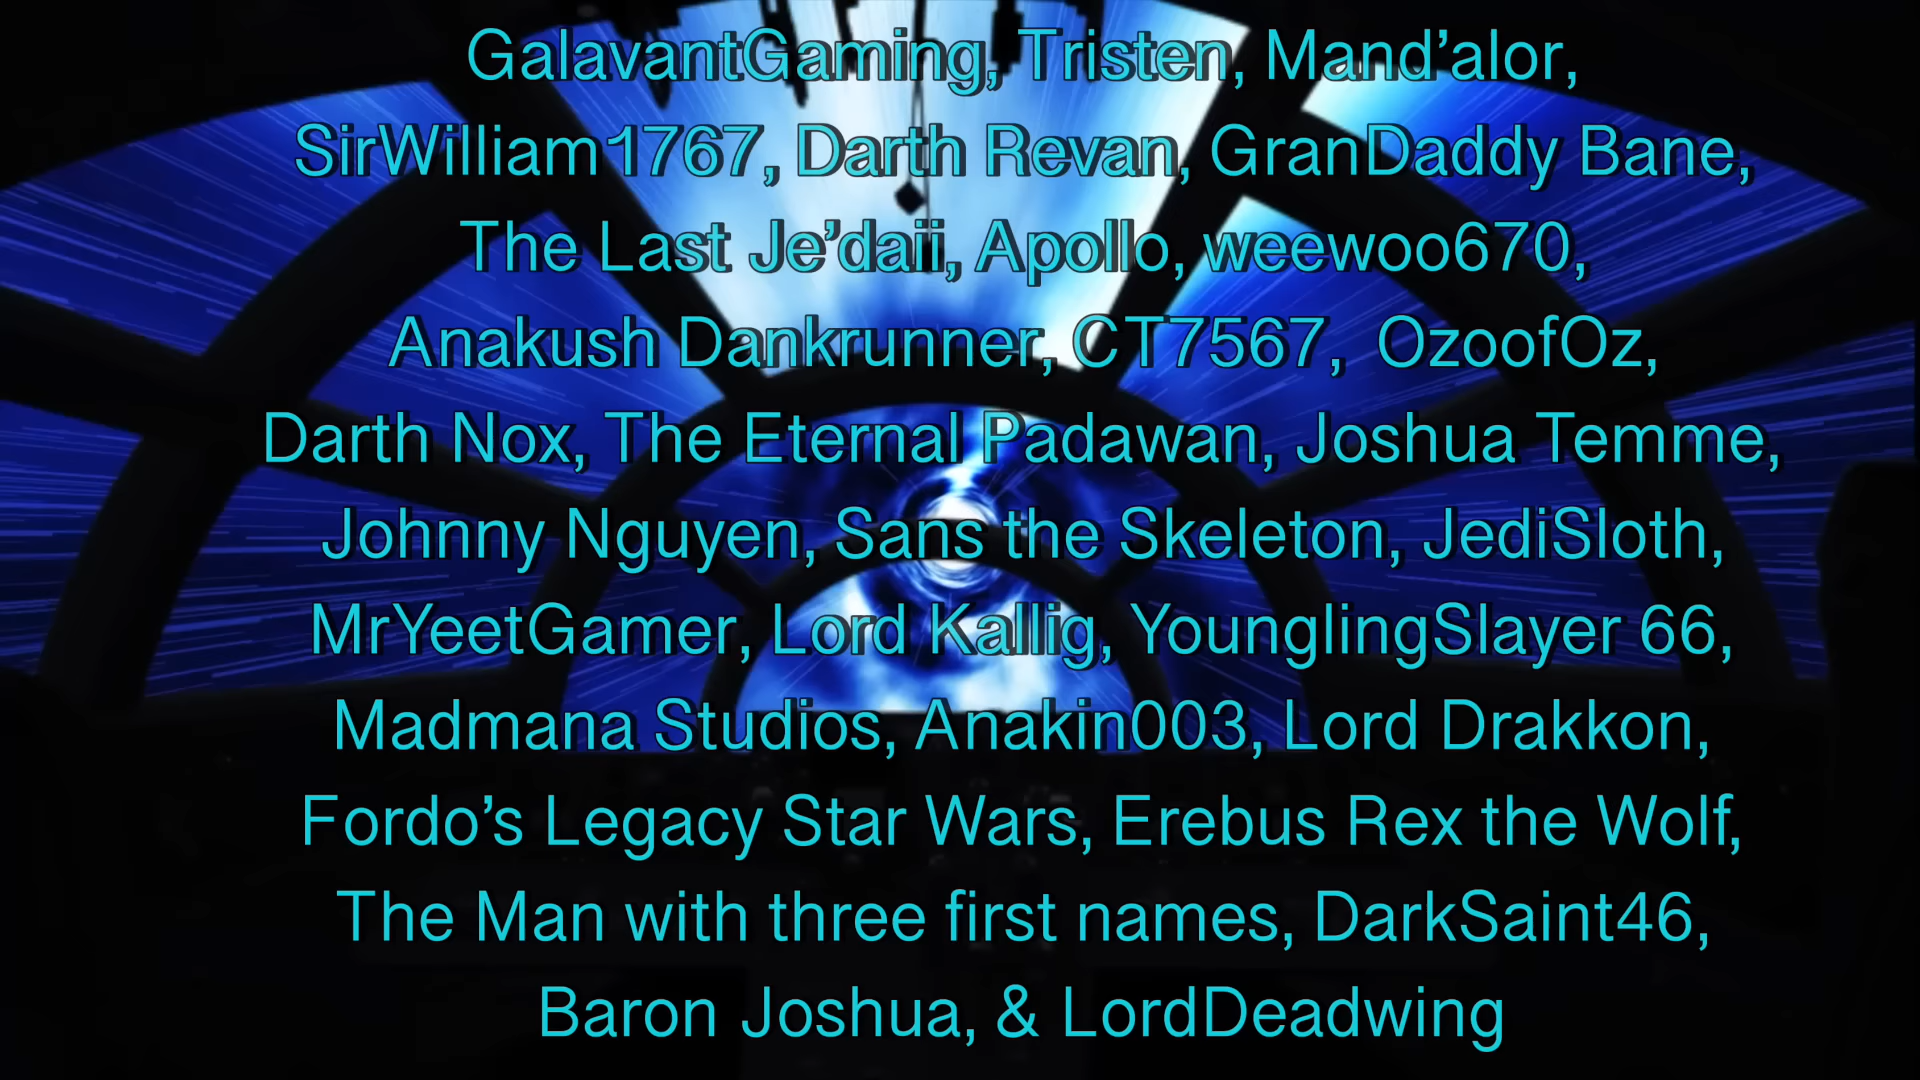 GalavantGaming, Tristen, Mand’alor,
SirWilliam1767, Darth Revan, GranDaddy Bane,
The Last Je’daii, Apollo, weewoo670,
Anakush Dankrunner, CT7567, OzoofOz,
Darth Nox, The Eternal Padawan, Joshua Temme,
Johnny Nguyen, Sans the Skeleton, JediSloth,
MrYeetGamer, Lord Kallig, YounglingSlayer 66,
Madmana Studios, Anakin003, Lord Drakkon,
Fordo’s Legacy Star Wars, Erebus Rex the Wolf,
The Man with three first names, DarkSaint46,
Baron Joshua, & LordDeadwing